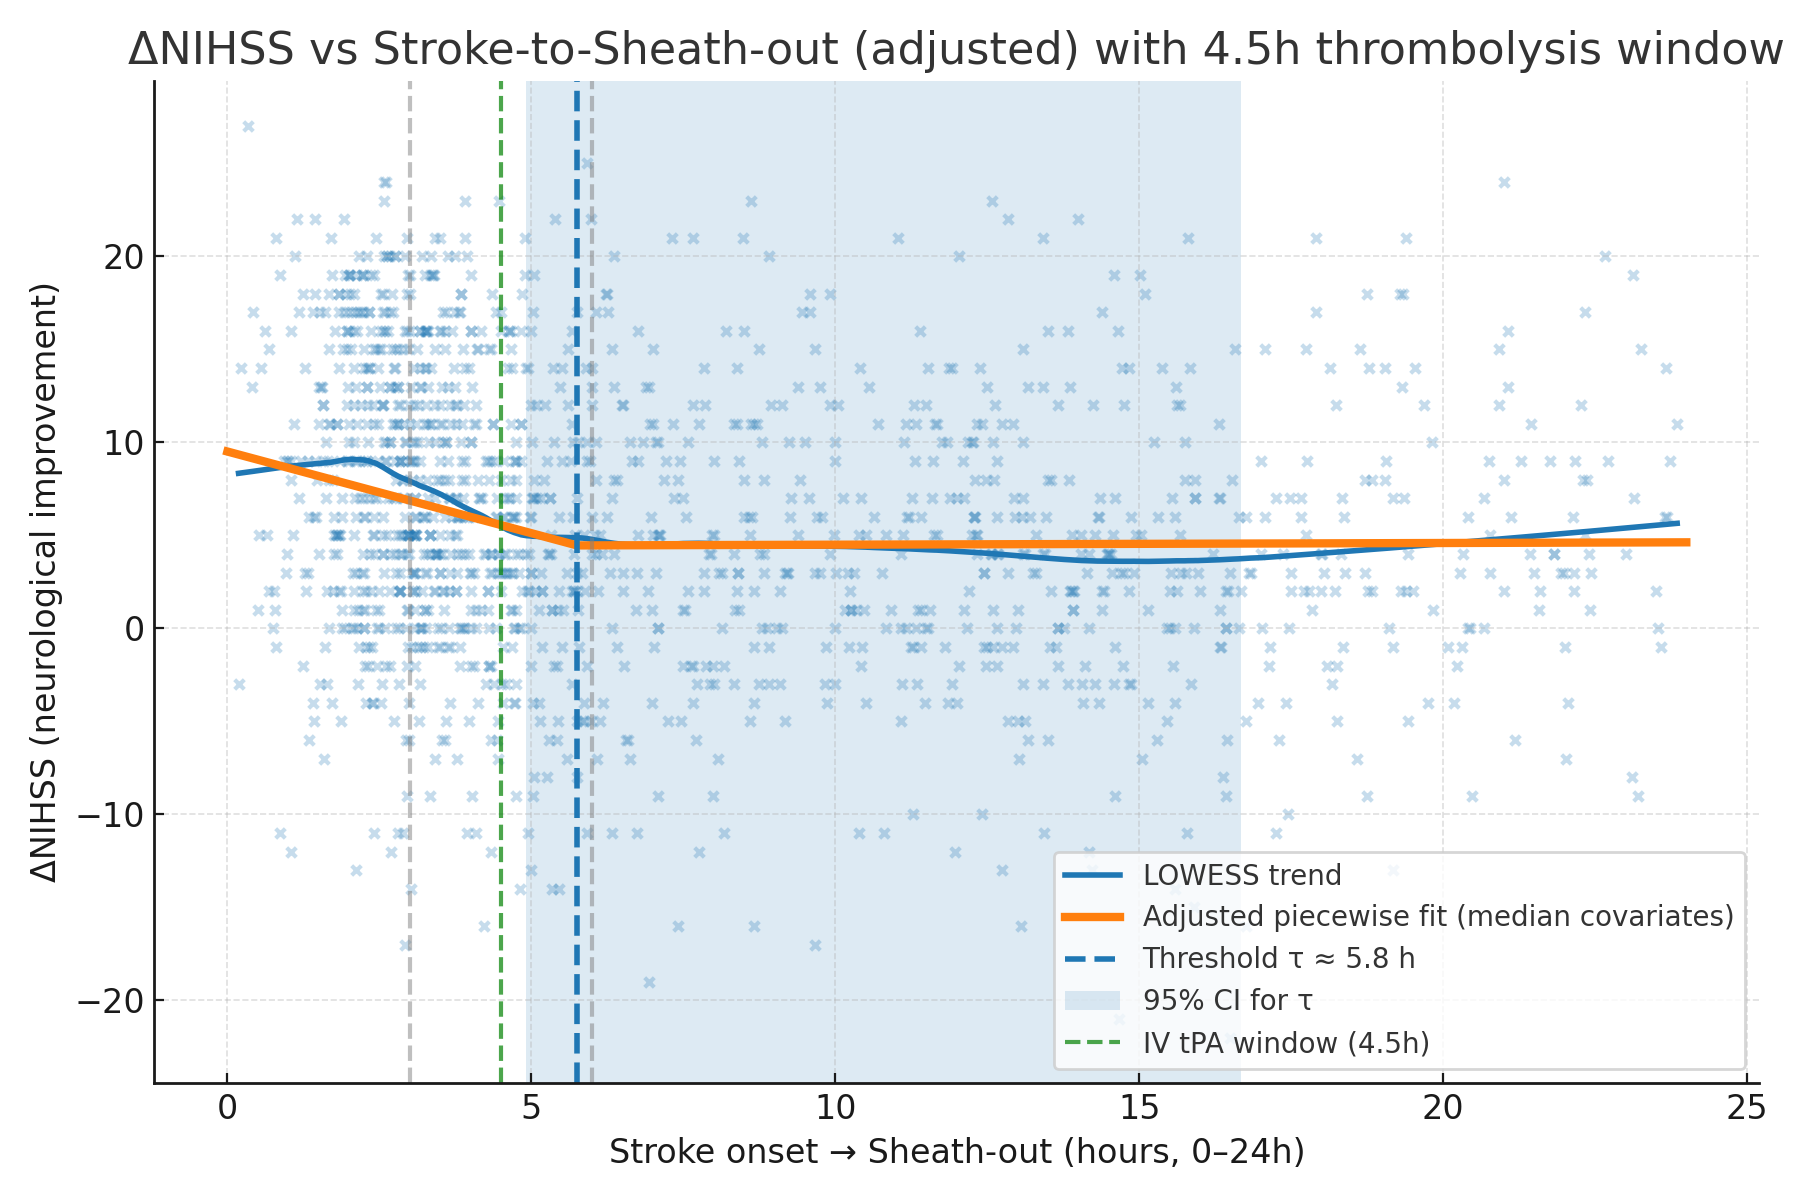 ΔNIHSS vs Stroke-to-Sheath-out (adjusted) with 4.5h thrombolysis window
ΔNIHSS (neurological improvement)
20
10
0
−10
−20
LOWESS trend
Adjusted piecewise fit (median covariates)
Threshold τ ≈ 5.8 h
95% CI for τ
IV tPA window (4.5h)
0 5 10 15 20 25
Stroke onset → Sheath-out (hours, 0–24h)